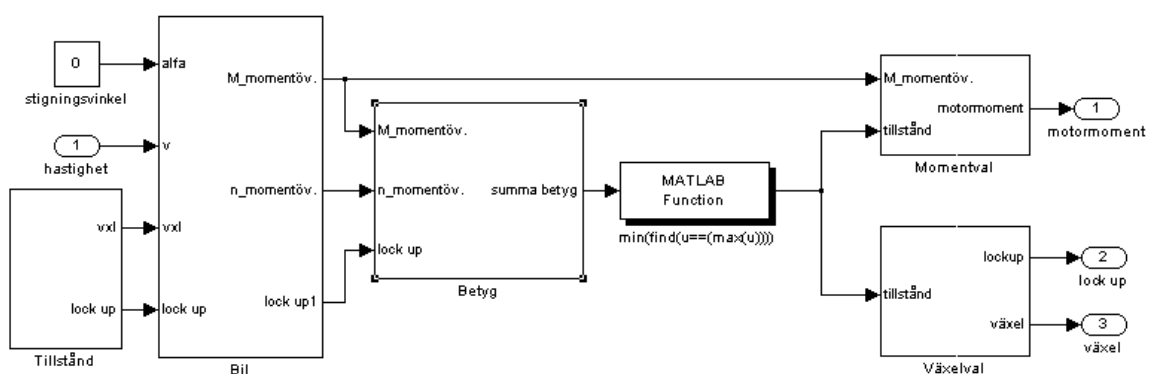 0
stigningsvinkel
1
hastighet
vxl
lock up
Tillstånd
alfa
v
vxl
lock up
M_momentöv.
n_momentöv.
lock up1
Bil
M_momentöv.
n_momentöv.
lock up
summa betyg
Betyg
MATLAB
Function
min(find(u==(max(u))))
M_momentöv.
tillstånd
motormoment
Momentval
1
motormoment
tillstånd
lockup
växel
Växelval
2
lock up
3
växel